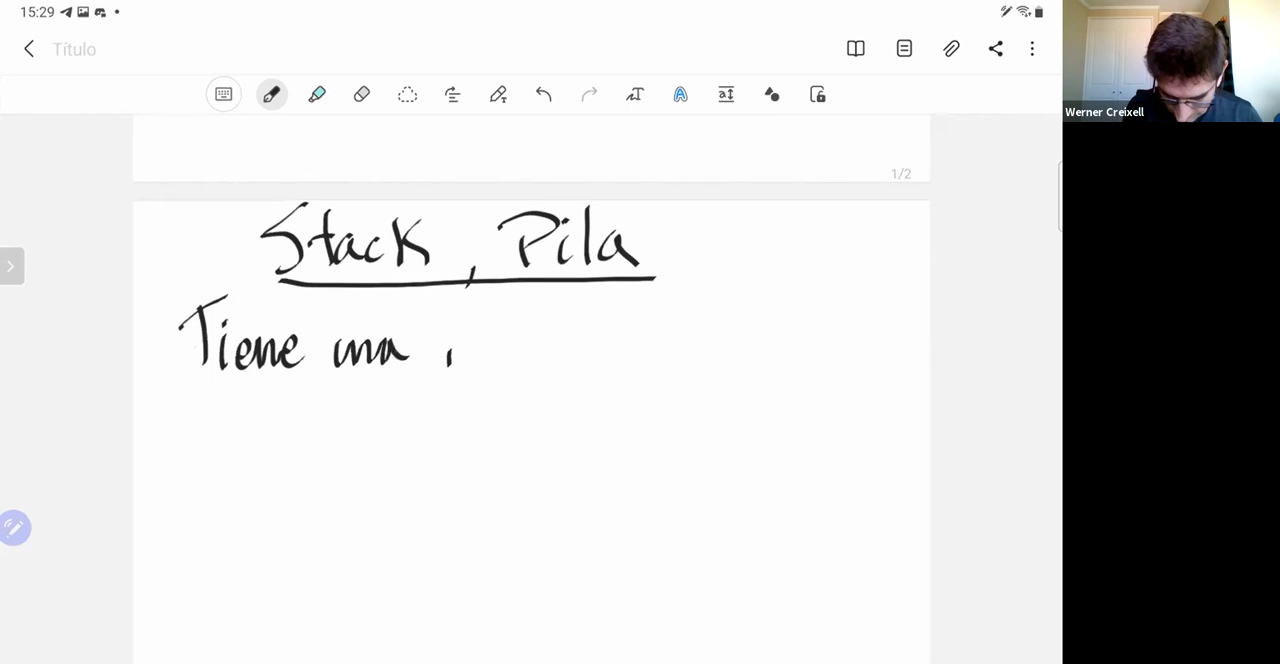 15:29
Título
1/2
Stack, Pila
Tiene una
Werner Creixell